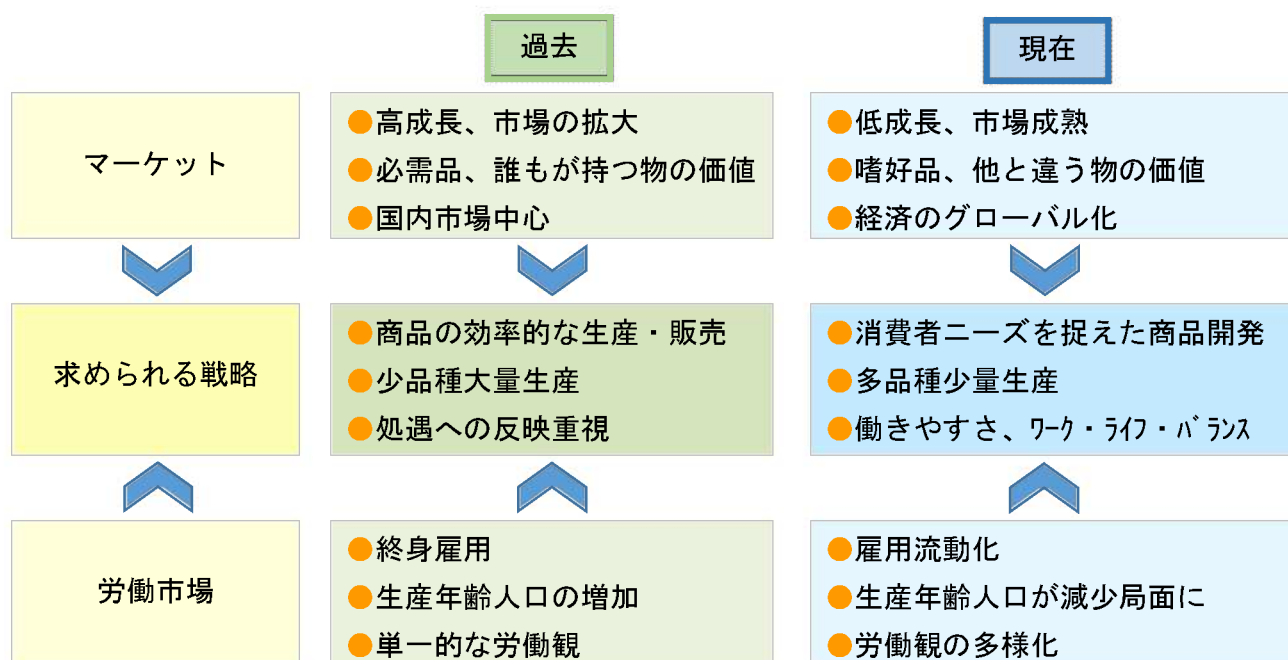 過去
現在
マーケット
●高成長、市場の拡大
●必需品、誰もが持つ物の価値
●国内市場中心
●低成長、市場成熟
●嗜好品、他と違う物の価値
●経済のグローバル化
求められる戦略
●商品の効率的な生産・販売
●少品種大量生産
●処遇への反映重視
●消費者ニーズを捉えた商品開発
●多品種少量生産
●働きやすさ、ワーク・ライフ・バランス
労働市場
●終身雇用
●生産年齢人口の増加
●単一的な労働観
●雇用流動化
●生産年齢人口が減少局面に
●労働観の多様化